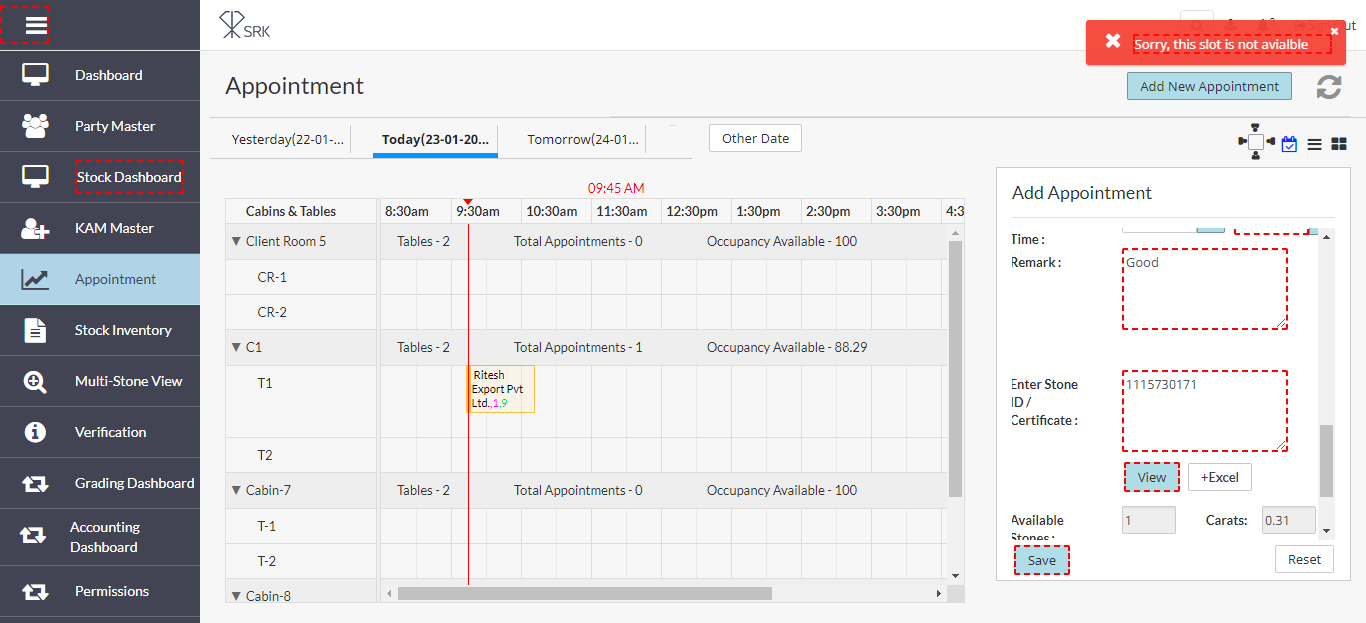 SRK
Sorry, this slot is not avialble
Dashboard
Party Master
Stock Dashboard
KAM Master
Appointment
Stock Inventory
Multi-Stone View
Verification
Grading Dashboard
Accounting
Dashboard
Permissions
Appointment
Add New Appointment
Yesterday(22-01-...
Today(23-01-20...
Tomorrow(24-01...
Other Date
09:45 AM
Cabins & Tables 8:30am 9:30am 10:30am 11:30am 12:30pm 1:30pm 2:30pm 3:30pm 4:3
Client Room 5 Tables - 2 Total Appointments - 0 Occupancy Available - 100
CR-1
CR-2
C1 Tables - 2 Total Appointments - 1 Occupancy Available - 88.29
T1
Ritesh
Export Pvt
Ltd.,1,9
T2
Cabin-7 Tables - 2 Total Appointments - 0 Occupancy Available - 100
T-1
T-2
Cabin-8
Add Appointment
Time :
Remark : Good
Enter Stone 1115730171
ID /
Certificate :
View +Excel
Available 1 Carats: 0.31
Stones :
Save Reset